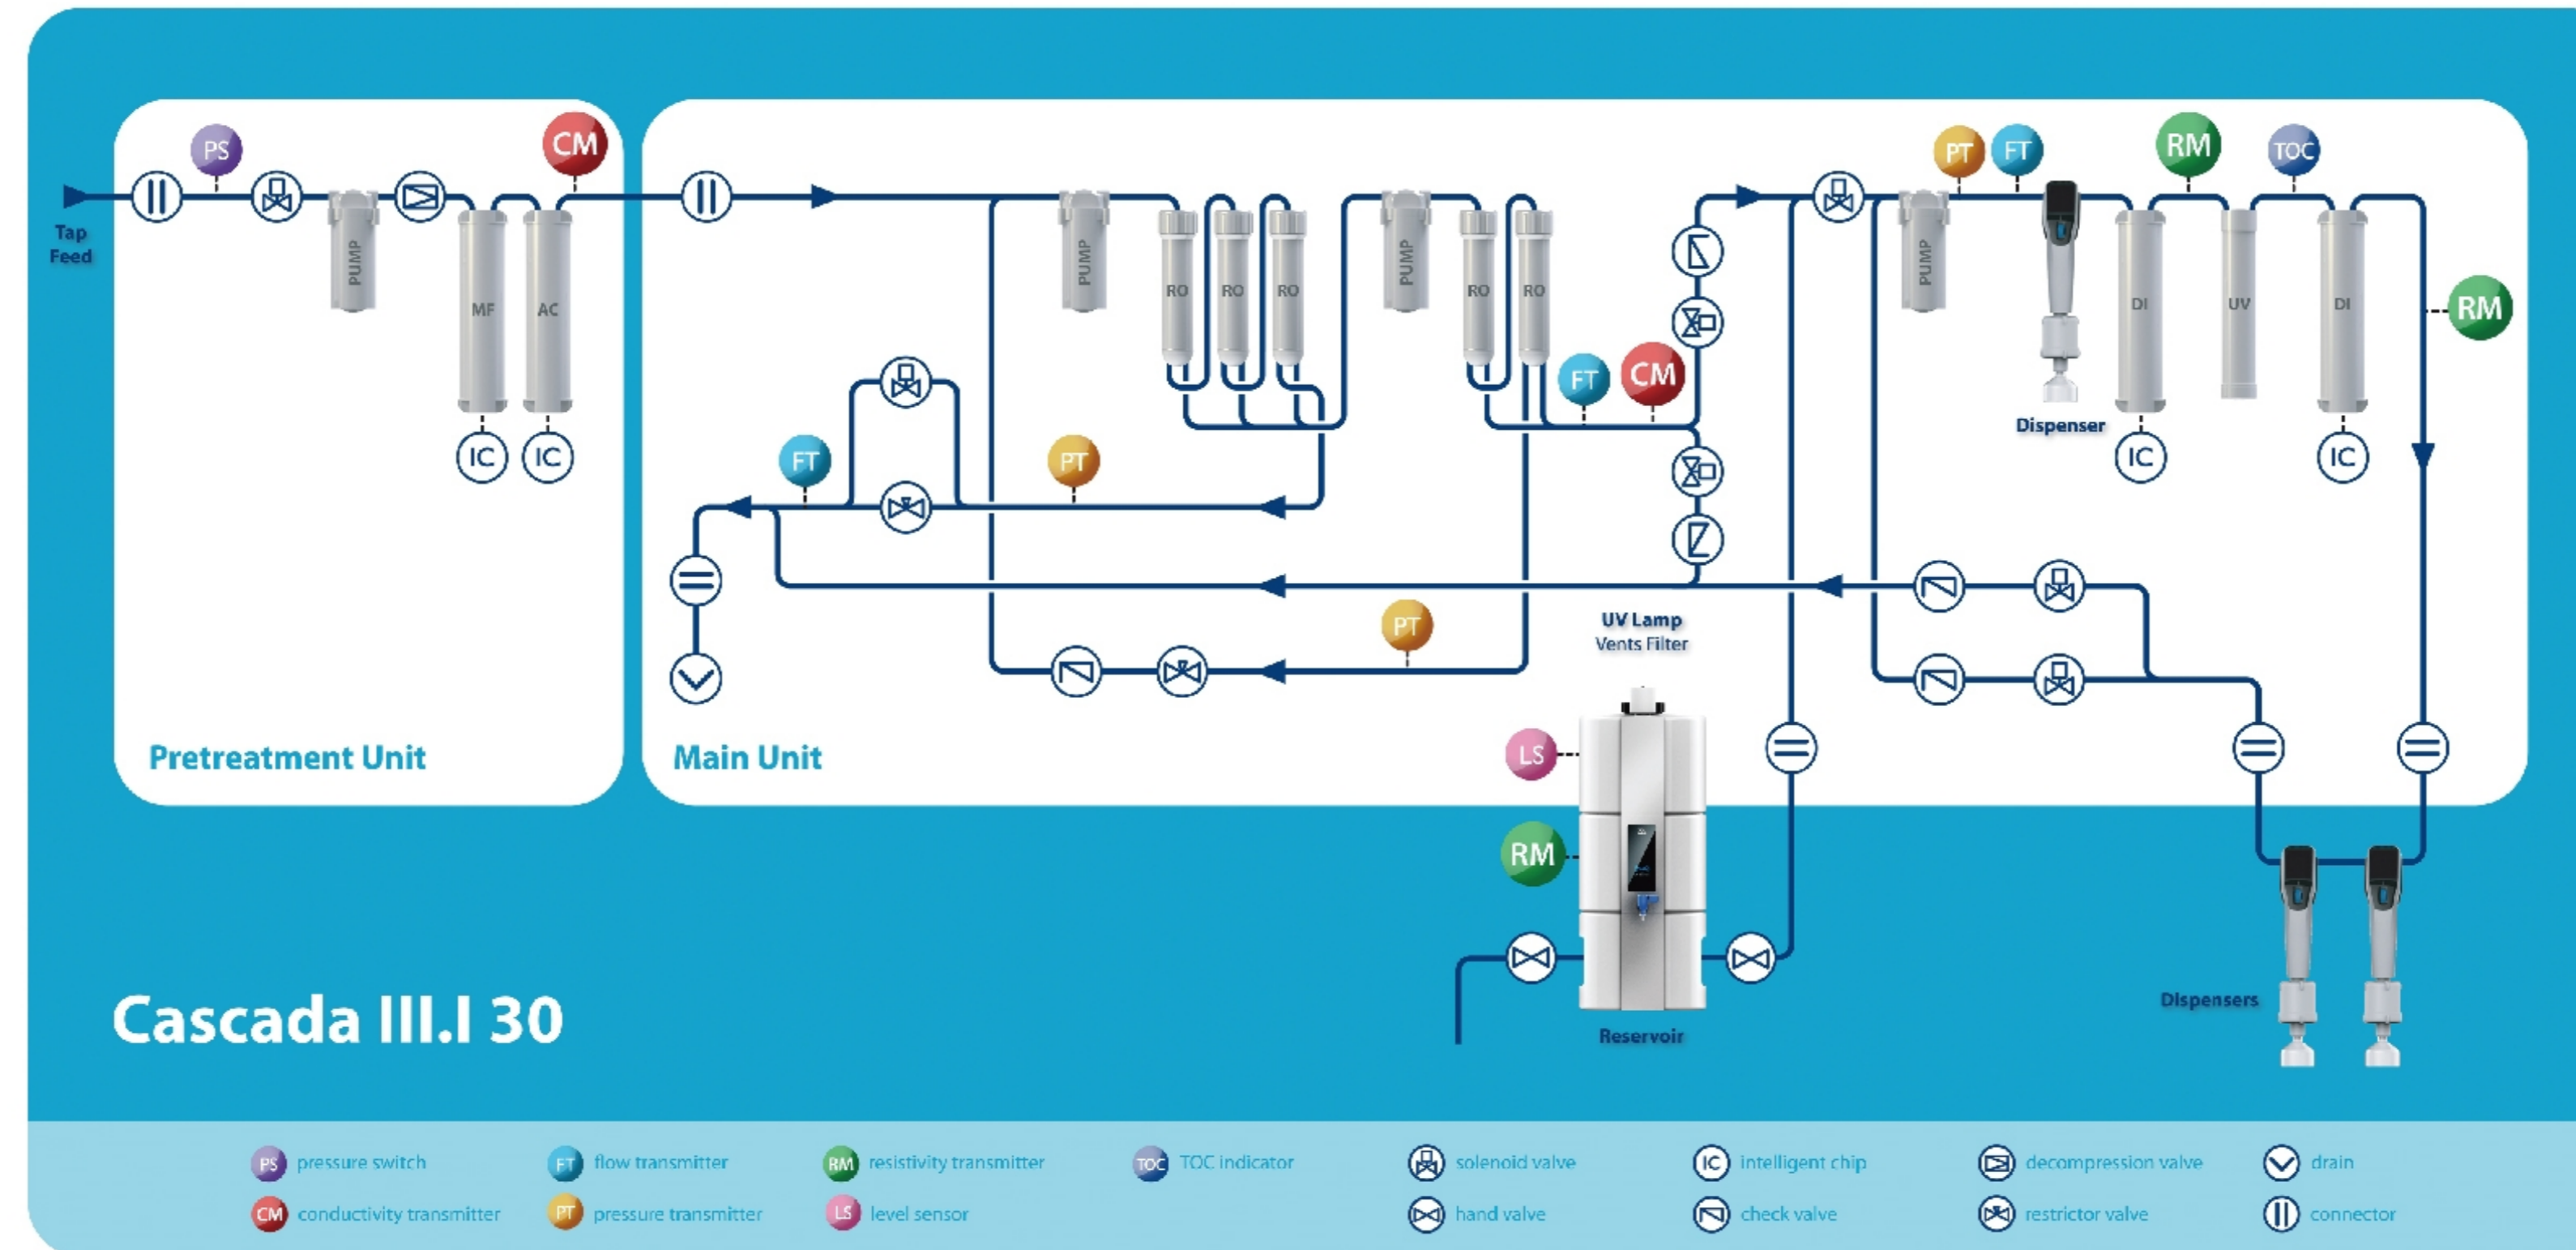 PS
CM
PT
FT
RM
TOC
Tap
Feed
PUMP
MF
AC
IC
IC
PUMP
RO
RO
RO
PUMP
RO
RO
FT
CM
PUMP
Dispenser
DI
UV
DI
RM
IC
IC
FT
PT
PT
UV Lamp
Vents Filter
LS
RM
Pretreatment Unit
Main Unit
Cascada III.I 30
Reservoir
Dispensers
PS pressure switch
FT flow transmitter
RM resistivity transmitter
TOC TOC indicator
solenoid valve
IC intelligent chip
decompression valve
drain
CM conductivity transmitter
PT pressure transmitter
LS level sensor
hand valve
check valve
restrictor valve
connector